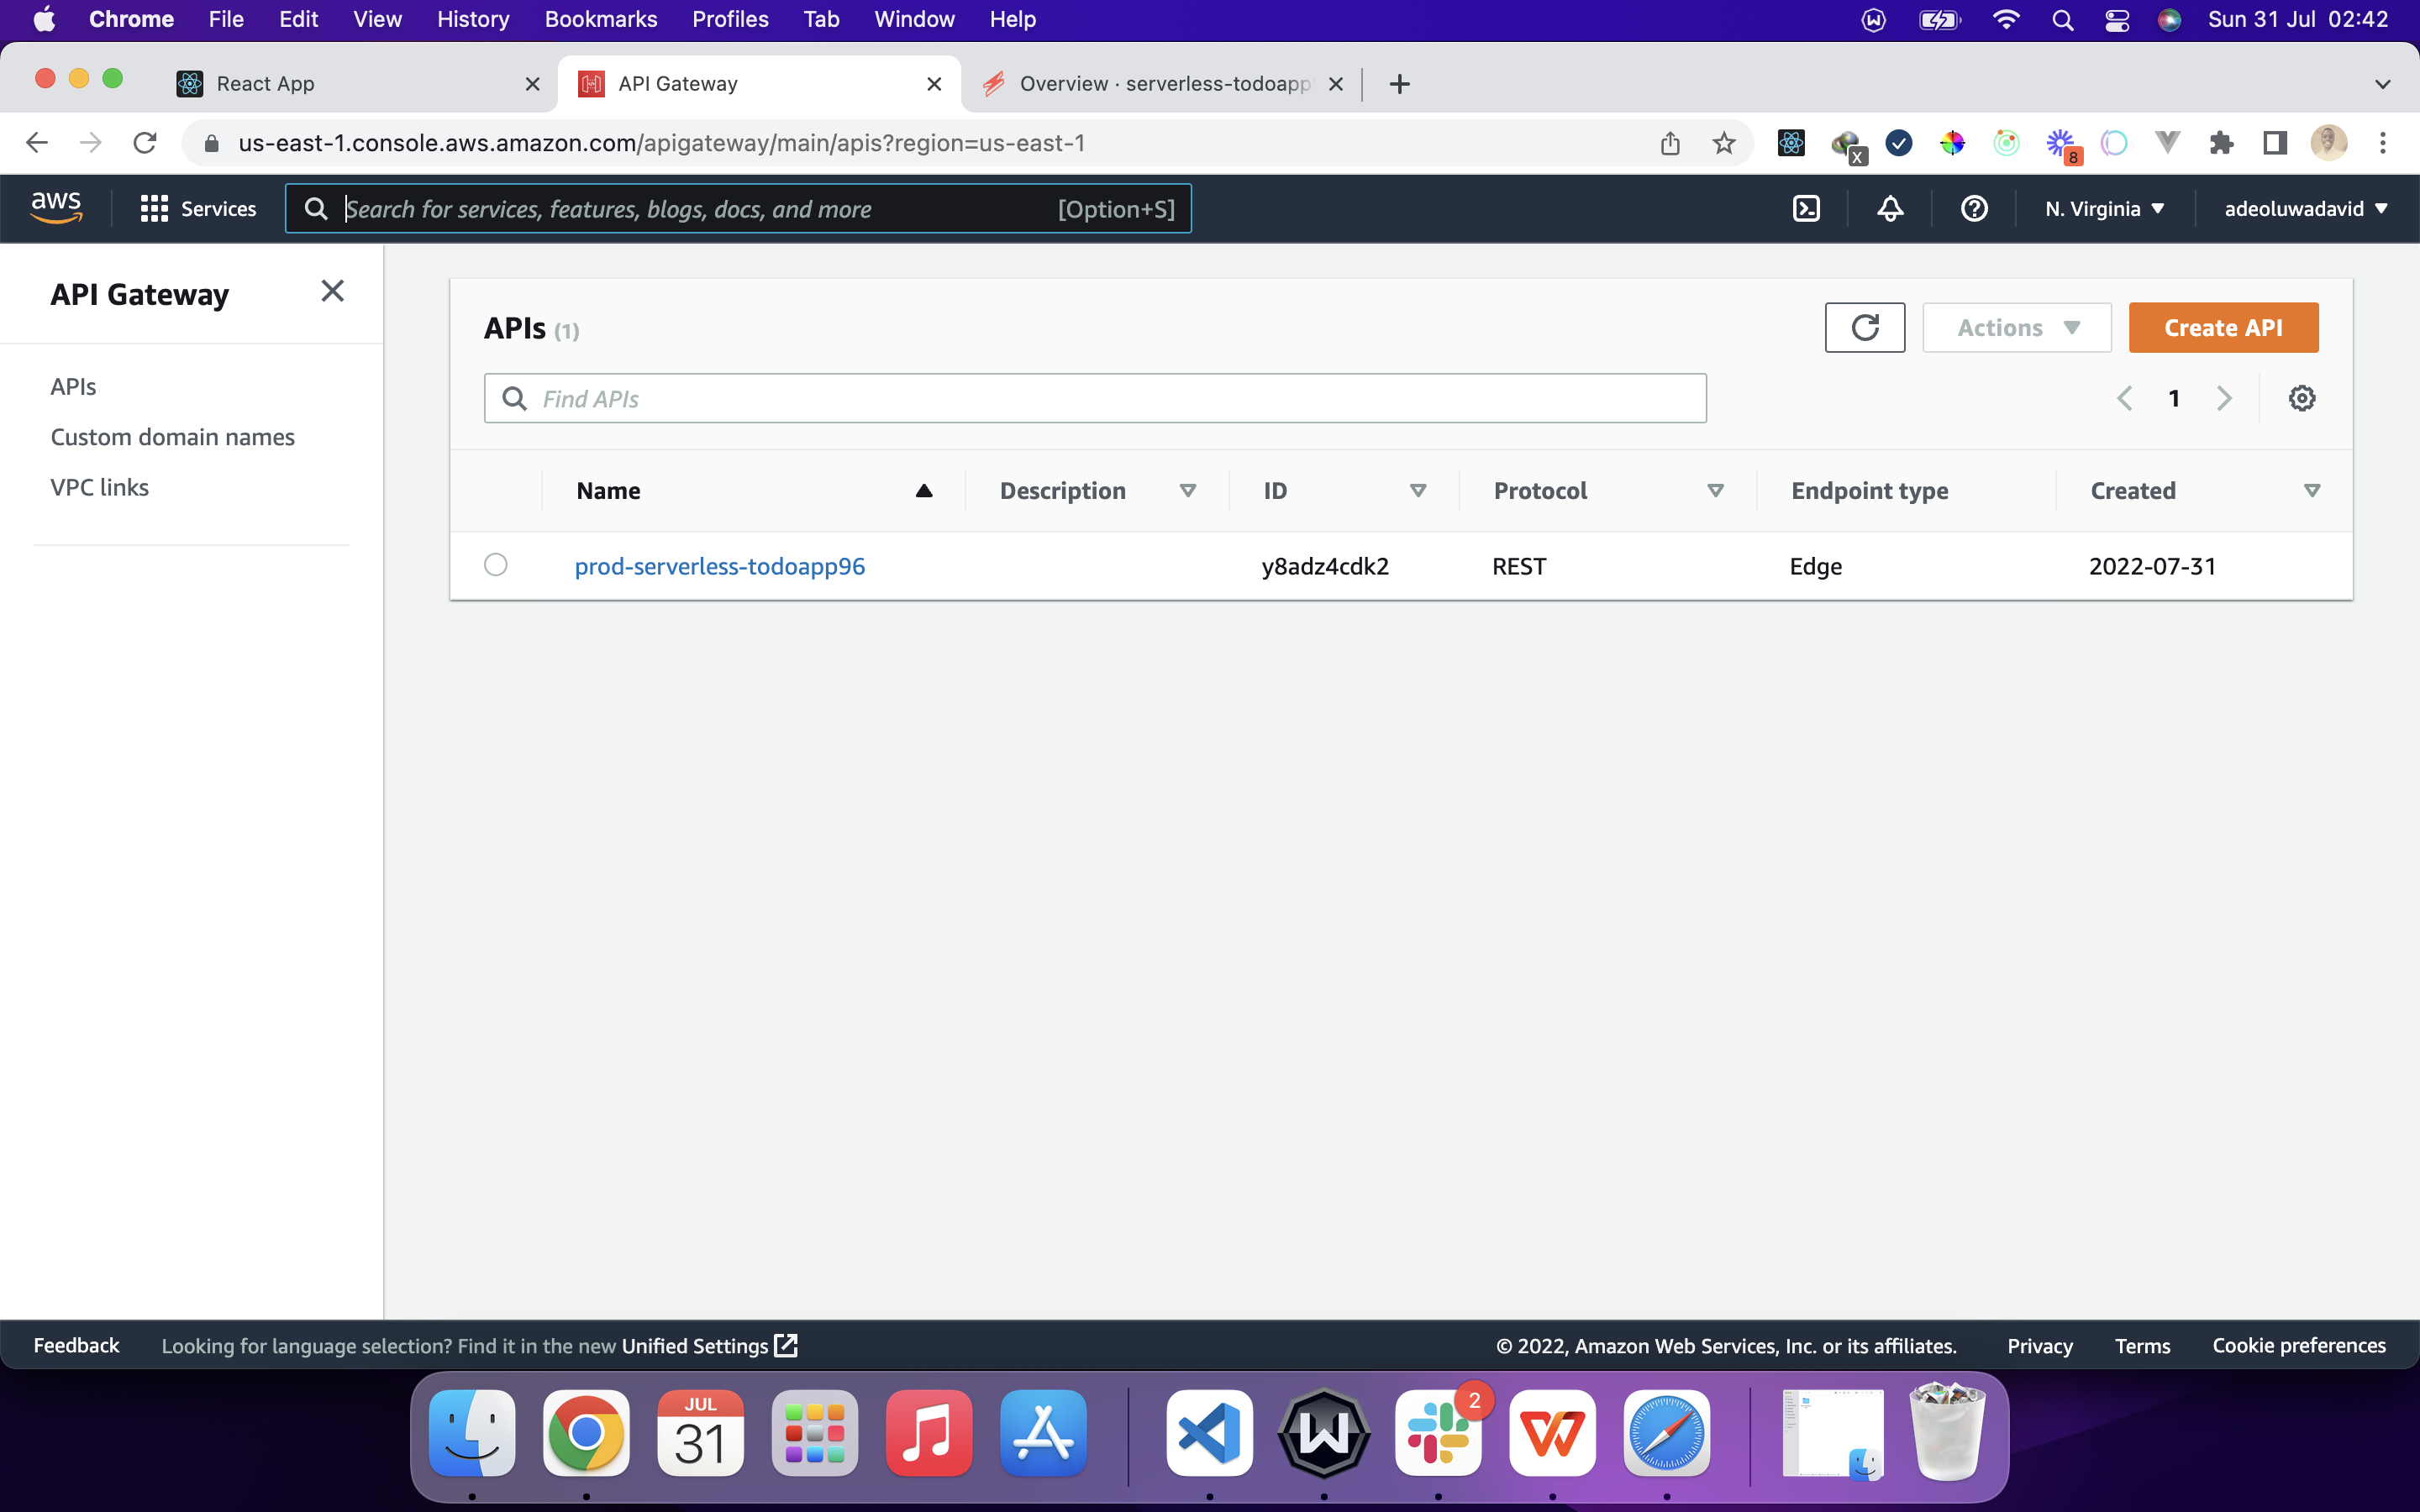 Chrome File Edit View History Bookmarks Profiles Tab Window Help Sun 31 Jul 02:42
React App API Gateway Overview · serverless-todoapp
us-east-1.console.aws.amazon.com/apigateway/main/apis?region=us-east-1 X 8
aws Services Search for services, features, blogs, docs, and more [Option+S] N. Virginia adeoluwadavid
API Gateway
APIs
Custom domain names
VPC links
APIs (1) Actions Create API
Find APIs 1
Name Description ID Protocol Endpoint type Created
prod-serverless-todoapp96 y8adz4cdk2 REST Edge 2022-07-31
Feedback Looking for language selection? Find it in the new Unified Settings © 2022, Amazon Web Services, Inc. or its affiliates. Privacy Terms Cookie preferences
JUL 2
31